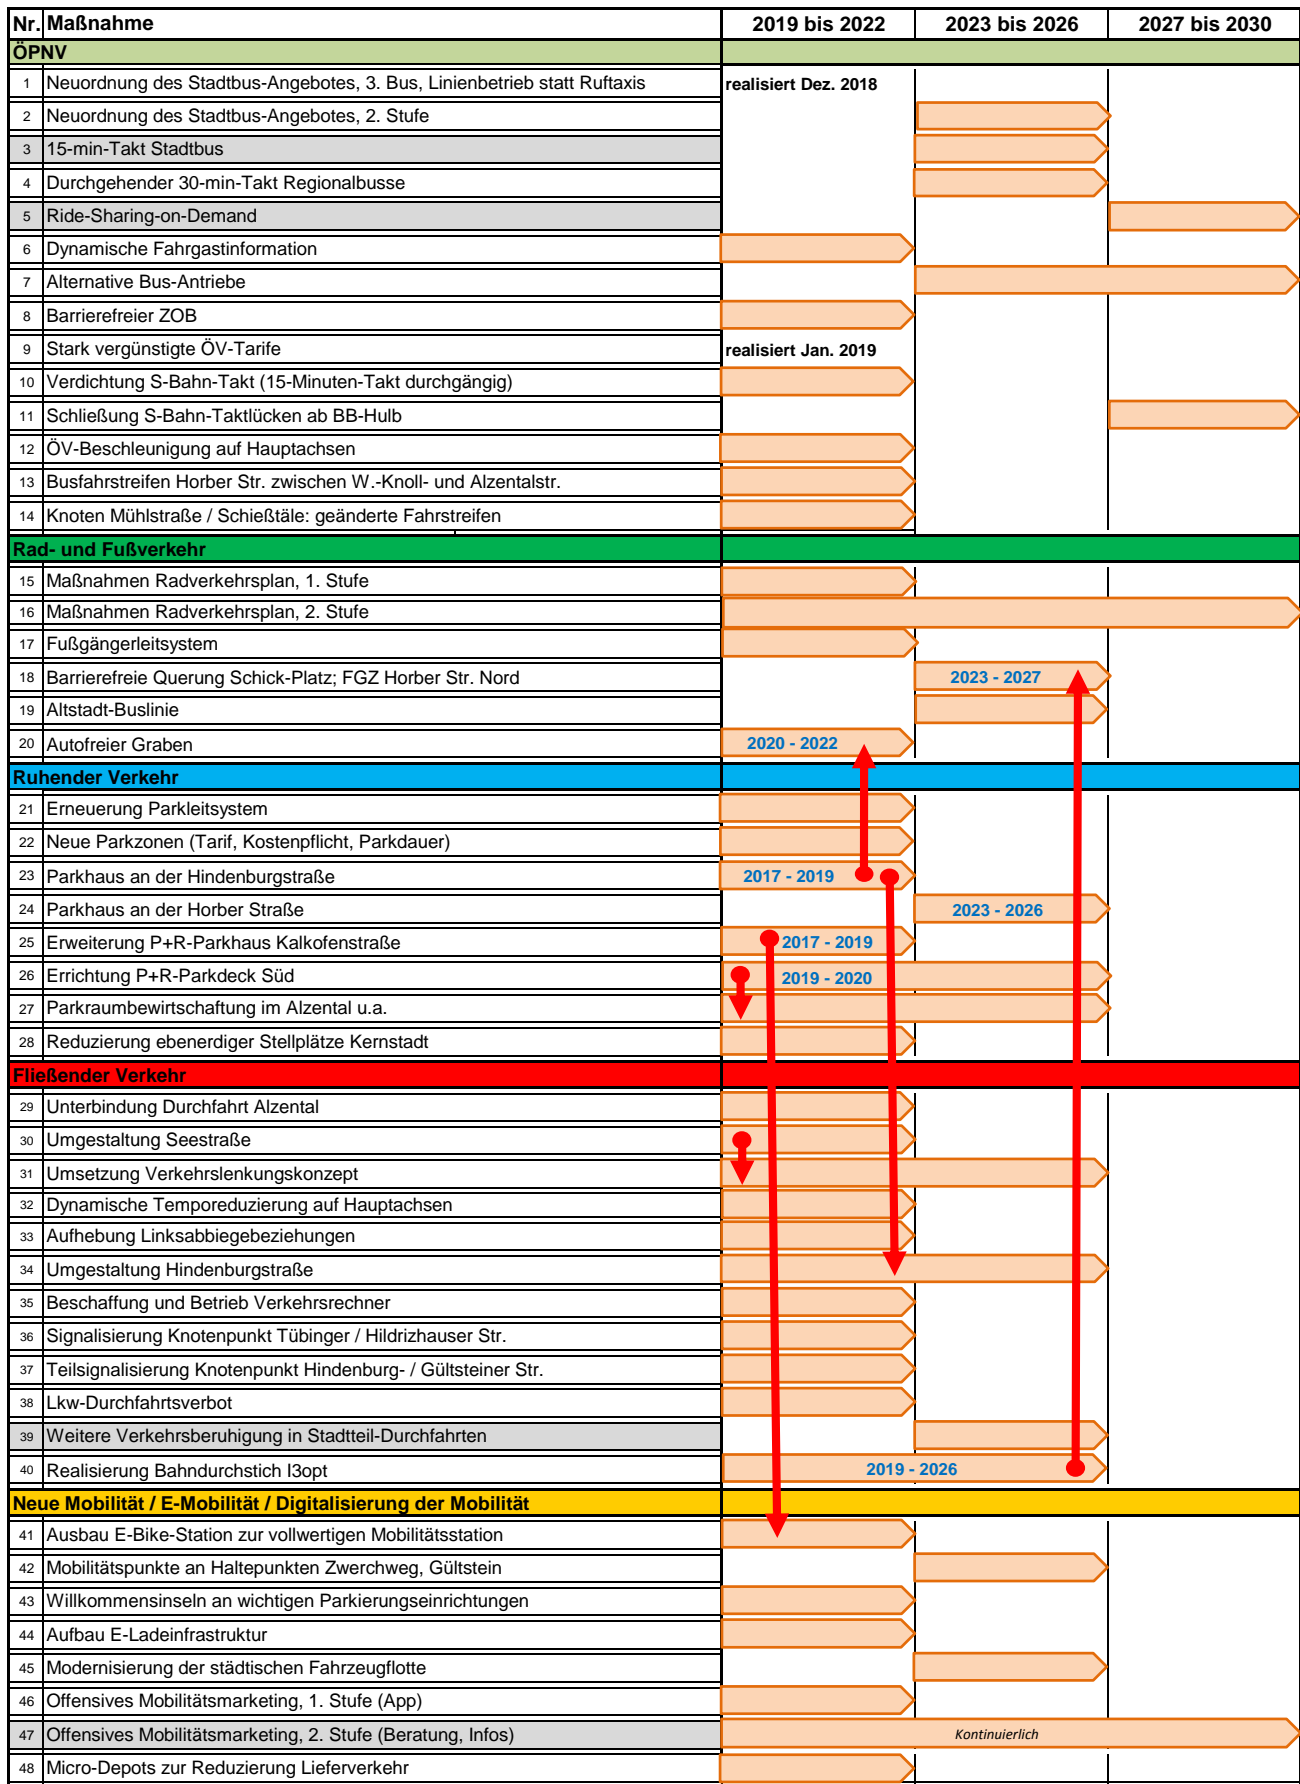 Nr. Maßnahme 2019 bis 2022 2023 bis 2026 2027 bis 2030
ÖPNV
1 Neuordnung des Stadtbus-Angebotes, 3. Bus, Linienbetrieb statt Ruftaxis realisiert Dez. 2018
2 Neuordnung des Stadtbus-Angebotes, 2. Stufe
3 15-min-Takt Stadtbus
4 Durchgehender 30-min-Takt Regionalbusse
5 Ride-Sharing-on-Demand
6 Dynamische Fahrgastinformation
7 Alternative Bus-Antriebe
8 Barrierefreier ZOB
9 Stark vergünstigte ÖV-Tarife realisiert Jan. 2019
10 Verdichtung S-Bahn-Takt (15-Minuten-Takt durchgängig)
11 Schließung S-Bahn-Taktlücken ab BB-Hulb
12 ÖV-Beschleunigung auf Hauptachsen
13 Busfahrstreifen Horber Str. zwischen W.-Knoll- und Alzentalstr.
14 Knoten Mühlstraße / Schießtäle: geänderte Fahrstreifen
Rad- und Fußverkehr
15 Maßnahmen Radverkehrsplan, 1. Stufe
16 Maßnahmen Radverkehrsplan, 2. Stufe
17 Fußgängerleitsystem
18 Barrierefreie Querung Schick-Platz; FGZ Horber Str. Nord 2023 - 2027
19 Altstadt-Buslinie
20 Autofreier Graben 2020 - 2022
Ruhender Verkehr
21 Erneuerung Parkleitsystem
22 Neue Parkzonen (Tarif, Kostenpflicht, Parkdauer)
23 Parkhaus an der Hindenburgstraße 2017 - 2019
24 Parkhaus an der Horber Straße 2023 - 2026
25 Erweiterung P+R-Parkhaus Kalkofenstraße 2017 - 2019
26 Errichtung P+R-Parkdeck Süd 2019 - 2020
27 Parkraumbewirtschaftung im Alzental u.a.
28 Reduzierung ebenerdiger Stellplätze Kernstadt
Fließender Verkehr
29 Unterbindung Durchfahrt Alzental
30 Umgestaltung Seestraße
31 Umsetzung Verkehrslenkungskonzept
32 Dynamische Temporeduzierung auf Hauptachsen
33 Aufhebung Linksabbiegebeziehungen
34 Umgestaltung Hindenburgstraße
35 Beschaffung und Betrieb Verkehrsrechner
36 Signalisierung Knotenpunkt Tübinger / Hildrizhauser Str.
37 Teilsignalisierung Knotenpunkt Hindenburg- / Gültsteiner Str.
38 Lkw-Durchfahrtsverbot
39 Weitere Verkehrsberuhigung in Stadtteil-Durchfahrten
40 Realisierung Bahndurchstich I3opt 2019 - 2026
Neue Mobilität / E-Mobilität / Digitalisierung der Mobilität
41 Ausbau E-Bike-Station zur vollwertigen Mobilitätsstation
42 Mobilitätspunkte an Haltepunkten Zwerchweg, Gültstein
43 Willkommensinseln an wichtigen Parkierungseinrichtungen
44 Aufbau E-Ladeinfrastruktur
45 Modernisierung der städtischen Fahrzeugflotte
46 Offensives Mobilitätsmarketing, 1. Stufe (App)
47 Offensives Mobilitätsmarketing, 2. Stufe (Beratung, Infos) Kontinuierlich
48 Micro-Depots zur Reduzierung Lieferverkehr